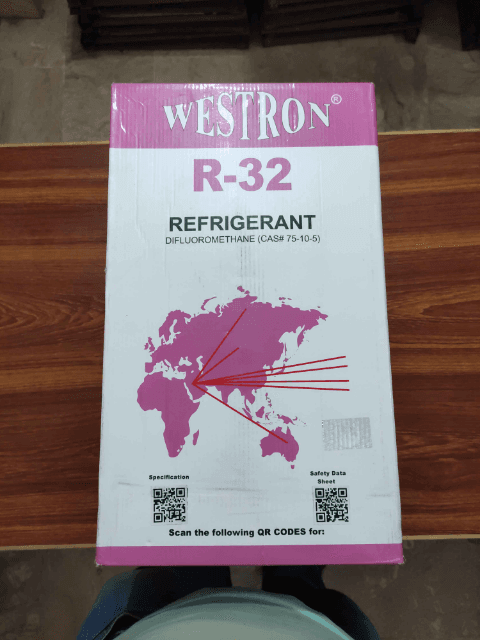 WESTRON®
R-32
REFRIGERANT
DIFLUOROMETHANE (CAS# 75-10-5)
Specification
Safety Data
Sheet
Scan the following QR CODES for: